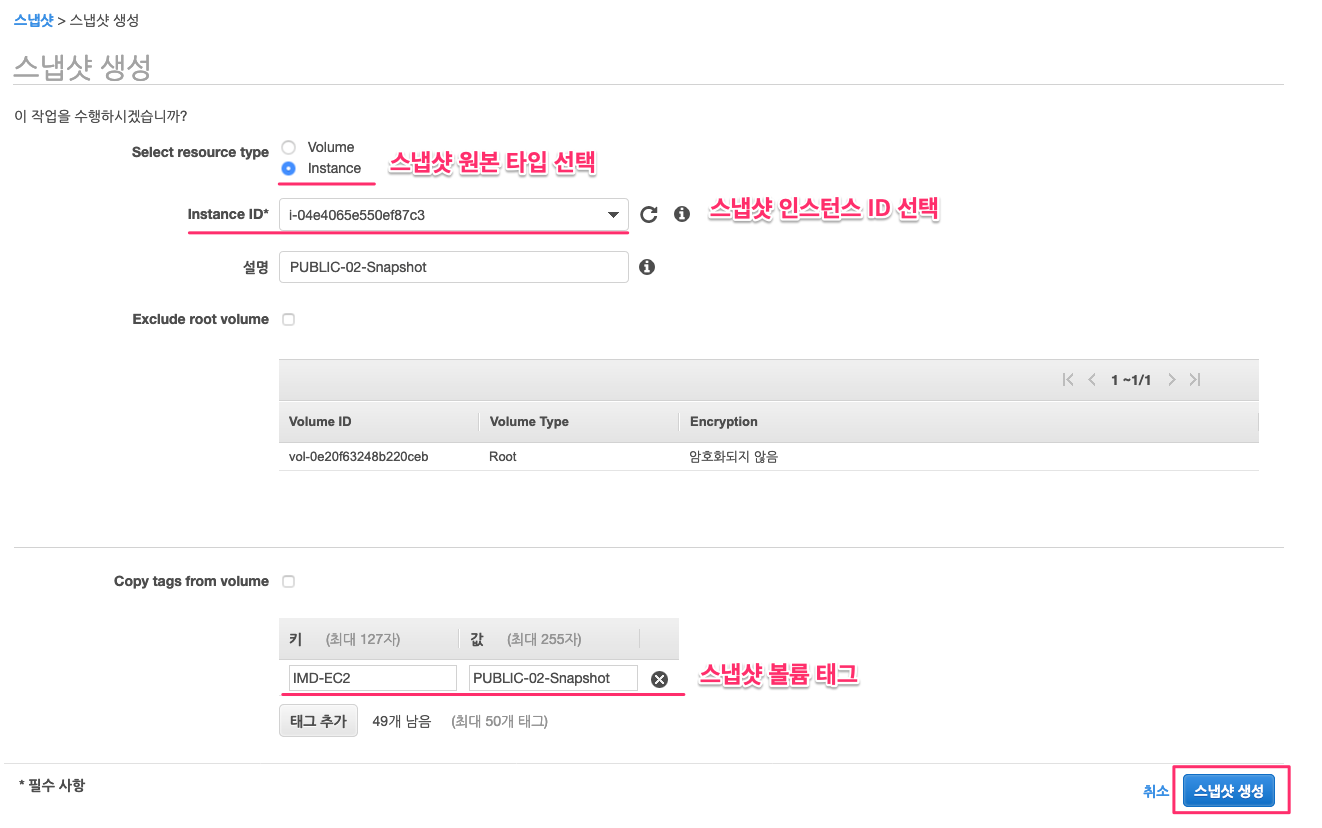 스냅샷 > 스냅샷 생성
스냅샷 생성
이 작업을 수행하시겠습니까?
Select resource type
Volume
Instance
스냅샷 원본 타입 선택
Instance ID* i-04e4065e550ef87c3
스냅샷 인스턴스 ID 선택
설명 PUBLIC-02-Snapshot
Exclude root volume
1 ~1/1
Volume ID Volume Type Encryption
vol-0e20f63248b220ceb Root 암호화되지 않음
Copy tags from volume
키 (최대 127자) 값 (최대 255자)
IMD-EC2 PUBLIC-02-Snapshot
스냅샷 볼륨 태그
태그 추가 49개 남음 (최대 50개 태그)
* 필수 사항
취소 스냅샷 생성